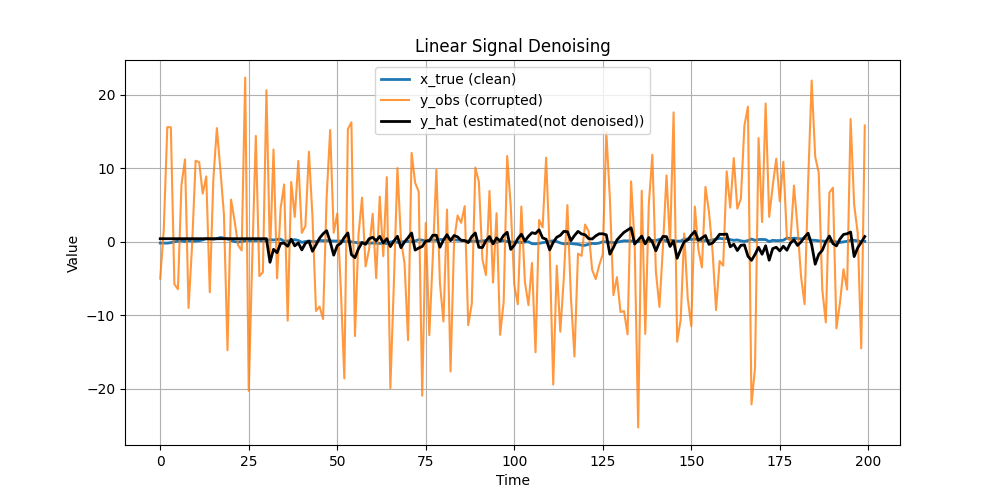 Linear Signal Denoising
x_true (clean)
y_obs (corrupted)
y_hat (estimated(not denoised))
Value
20
10
0
−10
−20
0 25 50 75 100 125 150 175 200
Time